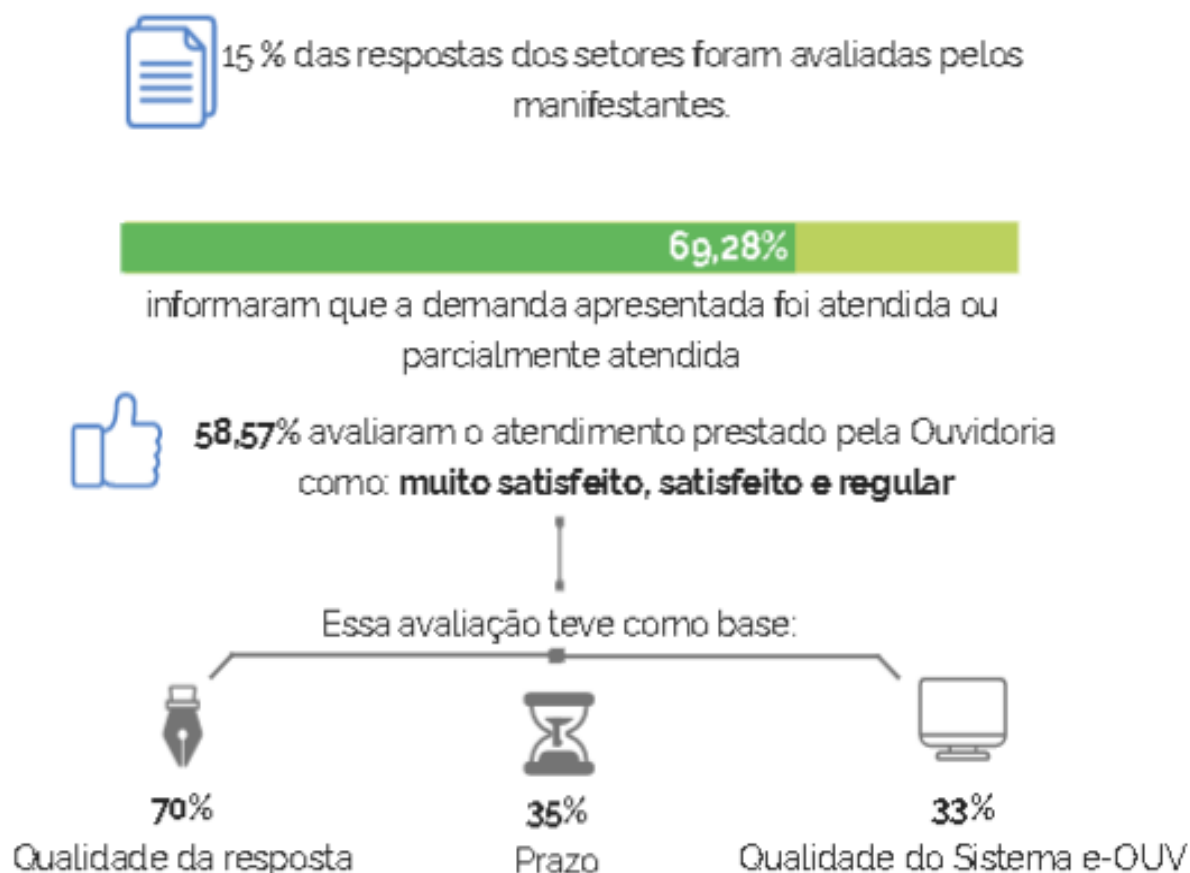 15 % das respostas dos setores foram avaliadas pelos
manifestantes.
69,28%
informaram que a demanda apresentada foi atendida ou
parcialmente atendida
58,57% avaliaram o atendimento prestado pela Ouvidoria
como: muito satisfeito, satisfeito e regular
Essa avaliação teve como base:
70%
Qualidade da resposta
35%
Prazo
33%
Qualidade do Sistema e-OUV